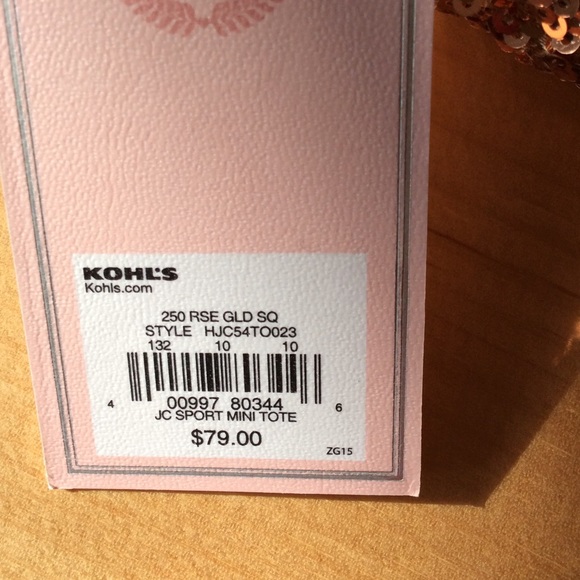 KOHL'S
Kohls.com
250 RSE GLD SQ
STYLE HJC54TO023
132 10 10
4 00997 80344 6
JC SPORT MINI TOTE
$79.00
ZG15